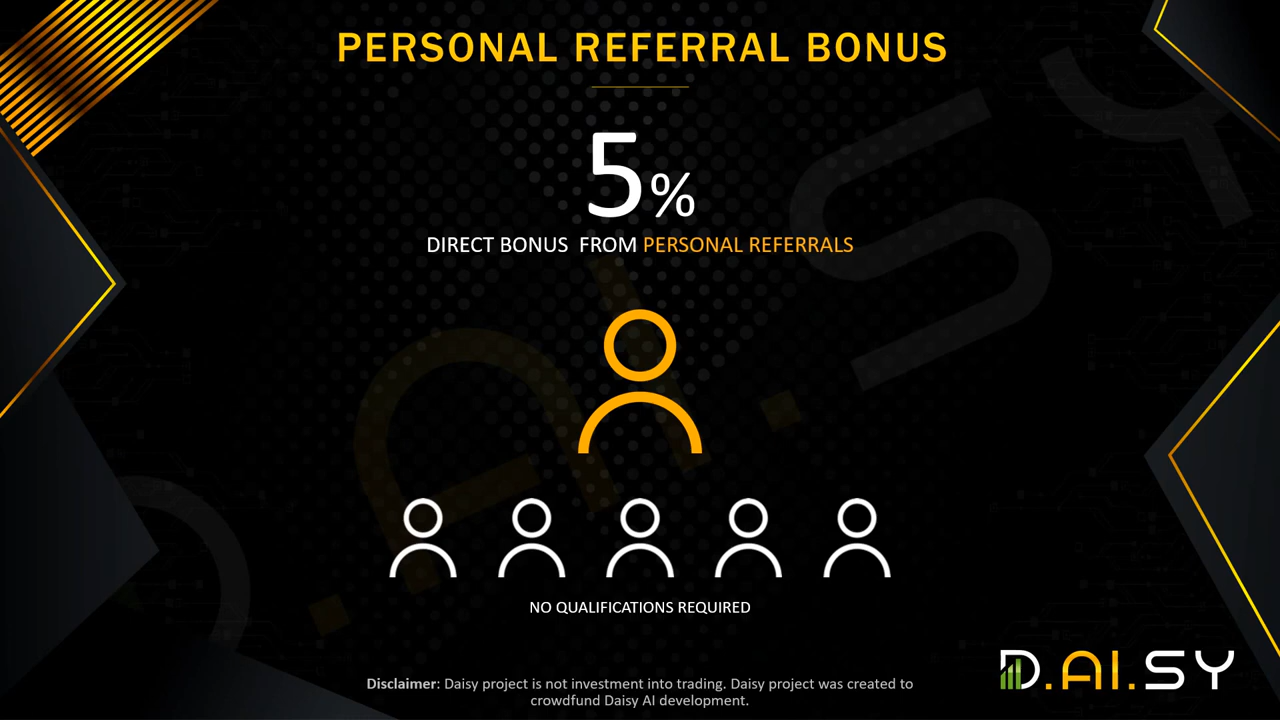 PERSONAL REFERRAL BONUS
5%
DIRECT BONUS FROM PERSONAL REFERRALS
NO QUALIFICATIONS REQUIRED
D.AI.SY
Disclaimer: Daisy project is not investment into trading. Daisy project was created to
crowdfund Daisy AI development.